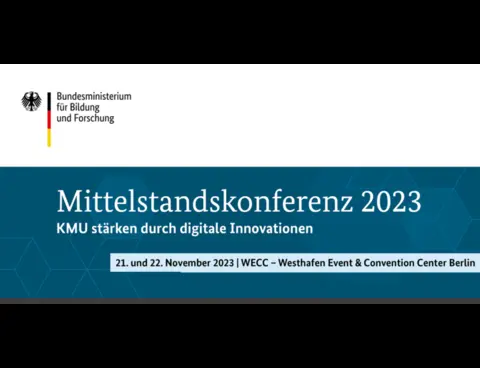 Bundesministerium
für Bildung
und Forschung
Mittelstandskonferenz 2023
KMU stärken durch digitale Innovationen
21. und 22. November 2023 | WECC – Westhafen Event & Convention Center Berlin